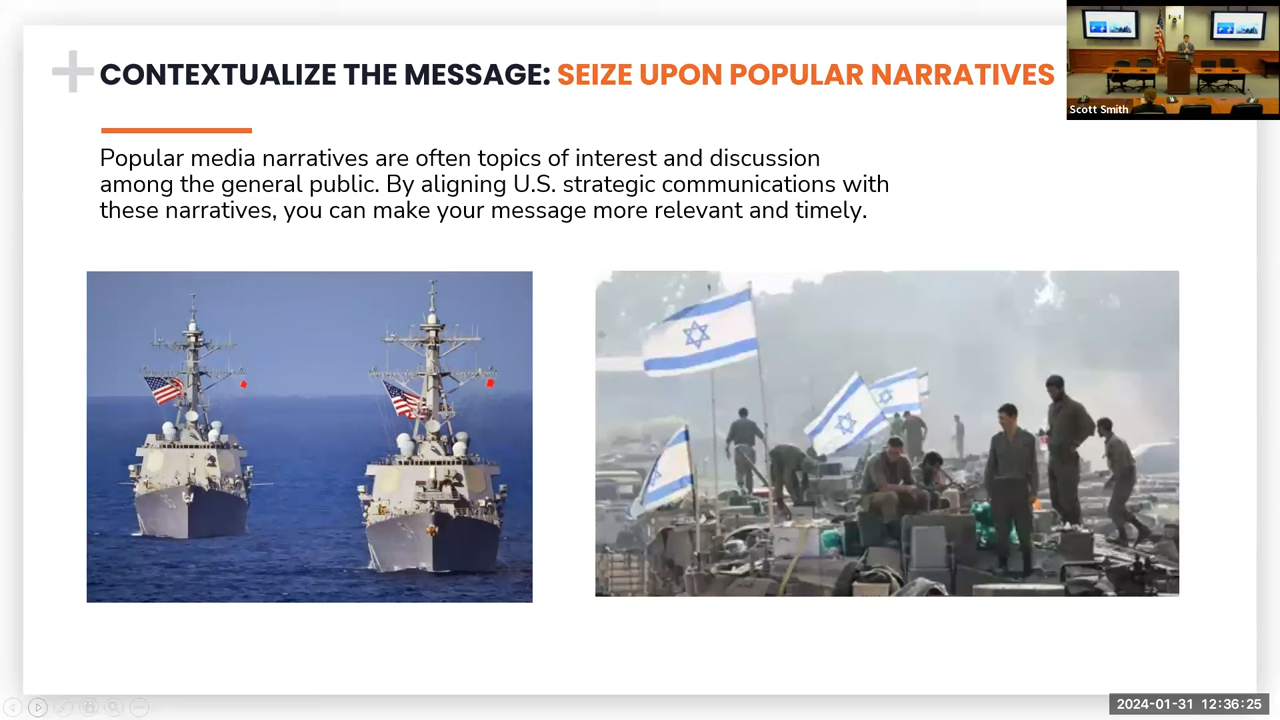 CONTEXTUALIZE THE MESSAGE: SEIZE UPON POPULAR NARRATIVES
Scott Smith
Popular media narratives are often topics of interest and discussion
among the general public. By aligning U.S. strategic communications with
these narratives, you can make your message more relevant and timely.
2024-01-31 12:36:25